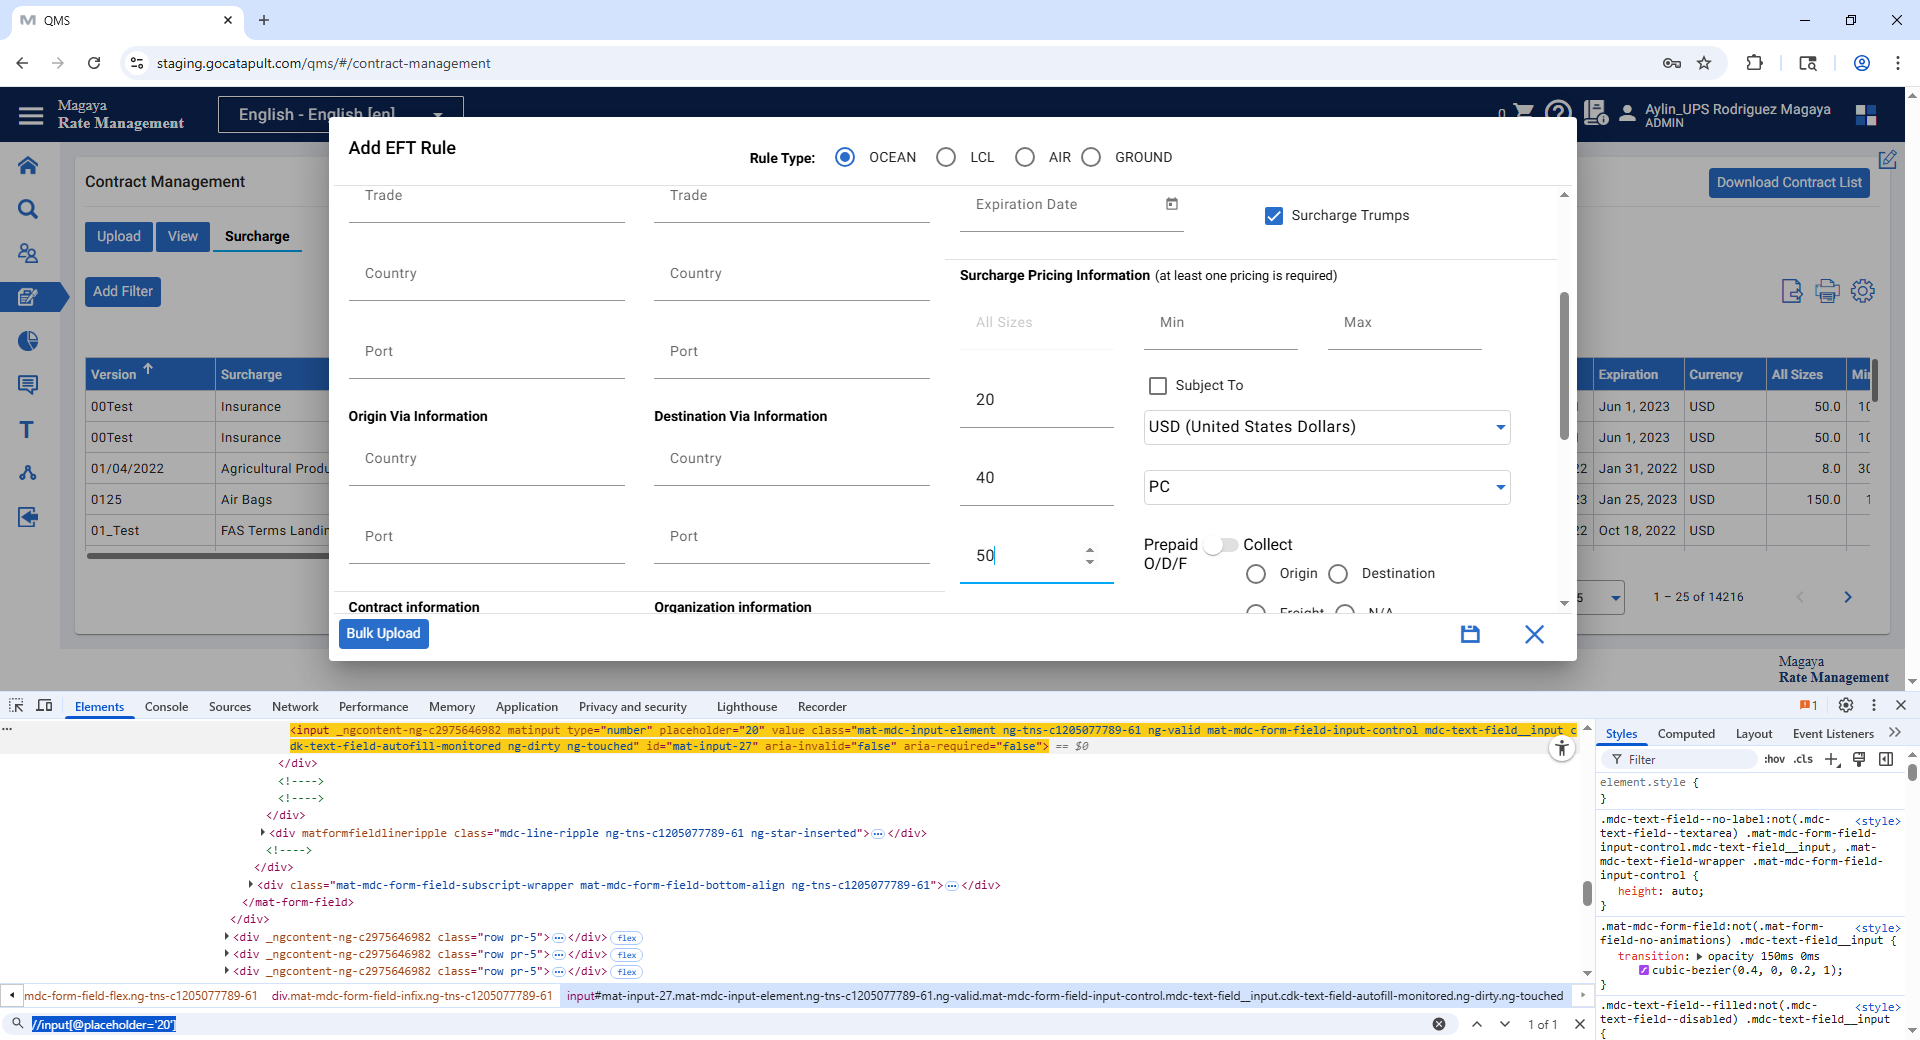 QMS
staging.gocatapult.com/qms/#/contract-management
Magaya
Rate Management
English - English [en]
0
Aylin_UPS Rodriguez Magaya
ADMIN
Add EFT Rule
Rule Type:
OCEAN
LCL
AIR
GROUND
Contract Management
Download Contract List
Upload
View
Surcharge
Add Filter
Trade
Trade
Expiration Date
Surcharge Trumps
Country
Country
Surcharge Pricing Information (at least one pricing is required)
All Sizes
Min
Max
Port
Port
20
Subject To
USD (United States Dollars)
Origin Via Information
Destination Via Information
Country
Country
40
PC
Port
Port
50
Prepaid
Collect
O/D/F
Origin
Destination
Freight
N/A
Contract information
Organization information
Bulk Upload
Version
Surcharge
Expiration
Currency
All Sizes
Min
00Test
Insurance
Jun 1, 2023
USD
50.0
10
00Test
Insurance
Jun 1, 2023
USD
50.0
10
01/04/2022
Agricultural Produ
22
Jan 31, 2022
USD
8.0
30
0125
Air Bags
23
Jan 25, 2023
USD
150.0
1
01_Test
FAS Terms Landin
22
Oct 18, 2022
USD
5
1 – 25 of 14216
Magaya
Rate Management
Elements
Console
Sources
Network
Performance
Memory
Application
Privacy and security
Lighthouse
Recorder
1
<input _ngcontent-ng-c2975646982 matinput type="number" placeholder="20" value class="mat-mdc-input-element ng-tns-c1205077789-61 ng-valid mat-mdc-form-field-input-control mdc-text-field__input c
dk-text-field-autofill-monitored ng-dirty ng-touched" id="mat-input-27" aria-invalid="false" aria-required="false"> == $0
</div>
<!---->
<!---->
</div>
<div matformfieldlineripple class="mdc-line-ripple ng-tns-c1205077789-61 ng-star-inserted">…</div>
<!---->
</div>
<div class="mat-mdc-form-field-subscript-wrapper mat-mdc-form-field-bottom-align ng-tns-c1205077789-61">…</div>
</mat-form-field>
</div>
<div _ngcontent-ng-c2975646982 class="row pr-5">…</div> flex
<div _ngcontent-ng-c2975646982 class="row pr-5">…</div> flex
<div _ngcontent-ng-c2975646982 class="row pr-5">…</div> flex
mdc-form-field-flex.ng-tns-c1205077789-61
div.mat-mdc-form-field-infix.ng-tns-c1205077789-61
input#mat-input-27.mat-mdc-input-element.ng-tns-c1205077789-61.ng-valid.mat-mdc-form-field-input-control.mdc-text-field__input.cdk-text-field-autofill-monitored.ng-dirty.ng-touched
//input[@placeholder='20']
1 of 1
Styles
Computed
Layout
Event Listeners
Filter
:hov
.cls
element.style {
}
.mdc-text-field--no-label:not(.mdc-
<style>
text-field--textarea) .mat-mdc-form-field-
input-control.mdc-text-field__input, .mat-
mdc-text-field-wrapper .mat-mdc-form-field-
input-control {
height: auto;
}
.mat-mdc-form-field:not(.mat-form-
<style>
field-no-animations) .mdc-text-field__input {
transition: opacity 150ms 0ms
cubic-bezier(0.4, 0, 0.2, 1);
}
.mdc-text-field--filled:not(.mdc-
<style>
text-field--disabled) .mdc-text-field__input
{